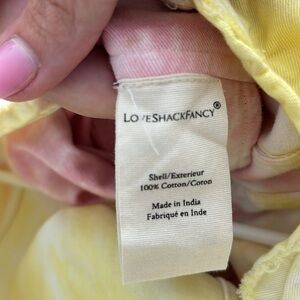 LOVESHACKFANCY®
Shell/Exterieur
100% Cotton/Coton
Made in India
Fabriqué en Inde